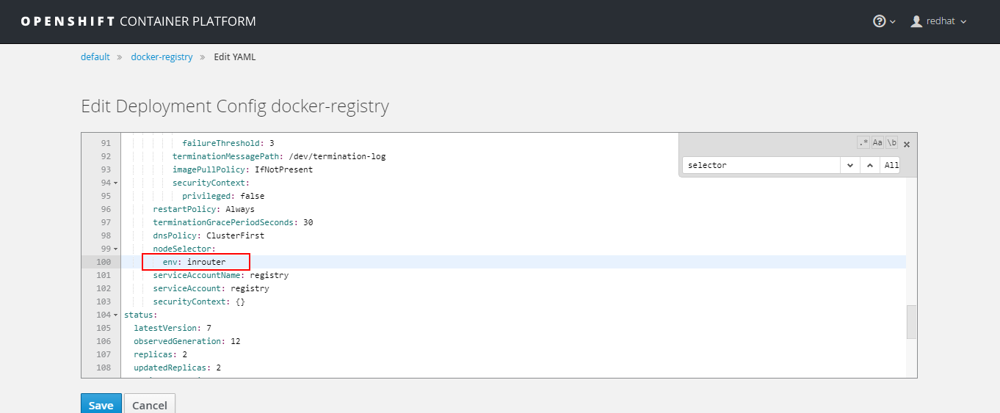 OPENSHIFT CONTAINER PLATFORM
redhat
default » docker-registry » Edit YAML
Edit Deployment Config docker-registry
.* Aa \b
selector All
91 failureThreshold: 3
92 terminationMessagePath: /dev/termination-log
93 imagePullPolicy: IfNotPresent
94 securityContext:
95 privileged: false
96 restartPolicy: Always
97 terminationGracePeriodSeconds: 30
98 dnsPolicy: ClusterFirst
99 nodeSelector:
100 env: inrouter
101 serviceAccountName: registry
102 serviceAccount: registry
103 securityContext: {}
104 status:
105 latestVersion: 7
106 observedGeneration: 12
107 replicas: 2
108 updatedReplicas: 2
Save Cancel